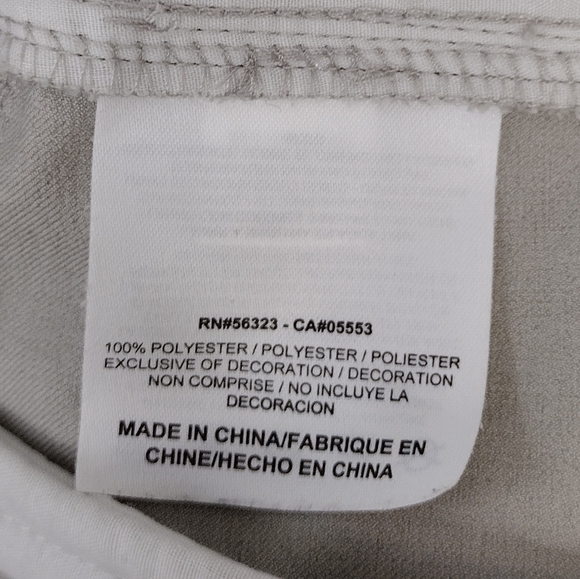 RN#56323 - CA#05553
100% POLYESTER / POLYESTER / POLIESTER
EXCLUSIVE OF DECORATION / DECORATION
NON COMPRISE / NO INCLUYE LA
DECORACION
MADE IN CHINA/FABRIQUE EN
CHINE/HECHO EN CHINA